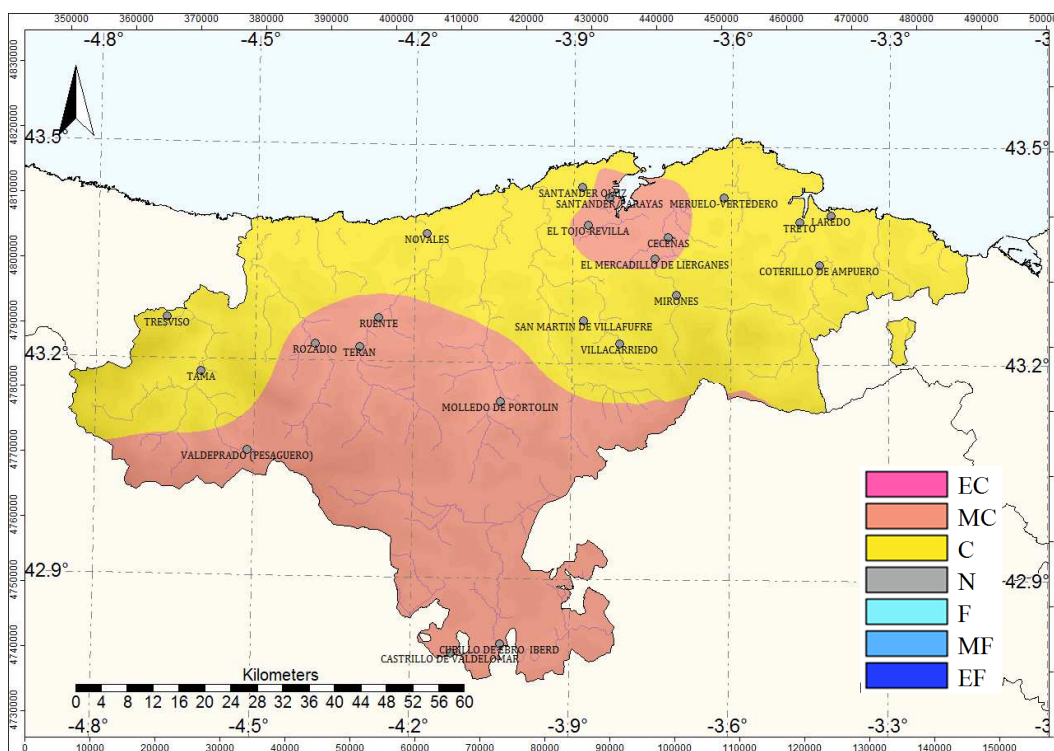 350000 360000 370000 380000 390000 400000 410000 420000 430000 440000 450000 460000 470000 480000 490000 50000
-4.8° -4.5° -4.2° -3.9° -3.6° -3.3° -3
4830000
4820000
43.5° 43.5°
4810000
SANTANDER OJAIZ
SANTANDER PARAYAS MERUELO-VERTEDERO
LAREDO
TRETO
EL TOJO-REVILLA
NOVALES
CECEÑAS
4800000
EL MERCADILLO DE LIERGANES
COTERILLO DE AMPUERO
MIRONES
4790000
TRESVISO
RUENTE
SAN MARTIN DE VILLAFUFRE
ROZADIO
TERAN
VILLACARRIEDO
43.2° 43.2°
TAMA
4780000
MOLLEDO DE PORTOLIN
4770000
VALDEPRADO (PESAGUERO)
EC
MC
4760000
C
42.9° 42.9°
N
4750000
F
MF
4740000
CUBILLO DE EBRO IBERD
CASTRILLO DE VALDELOMAR
EF
Kilometers
0 4 8 12 16 20 24 28 32 36 40 44 48 52 56 60
4730000
-4.8° -4.5° -4.2° -3.9° -3.6° -3.3° -3
10000 20000 30000 40000 50000 60000 70000 80000 90000 100000 110000 120000 130000 140000 150000